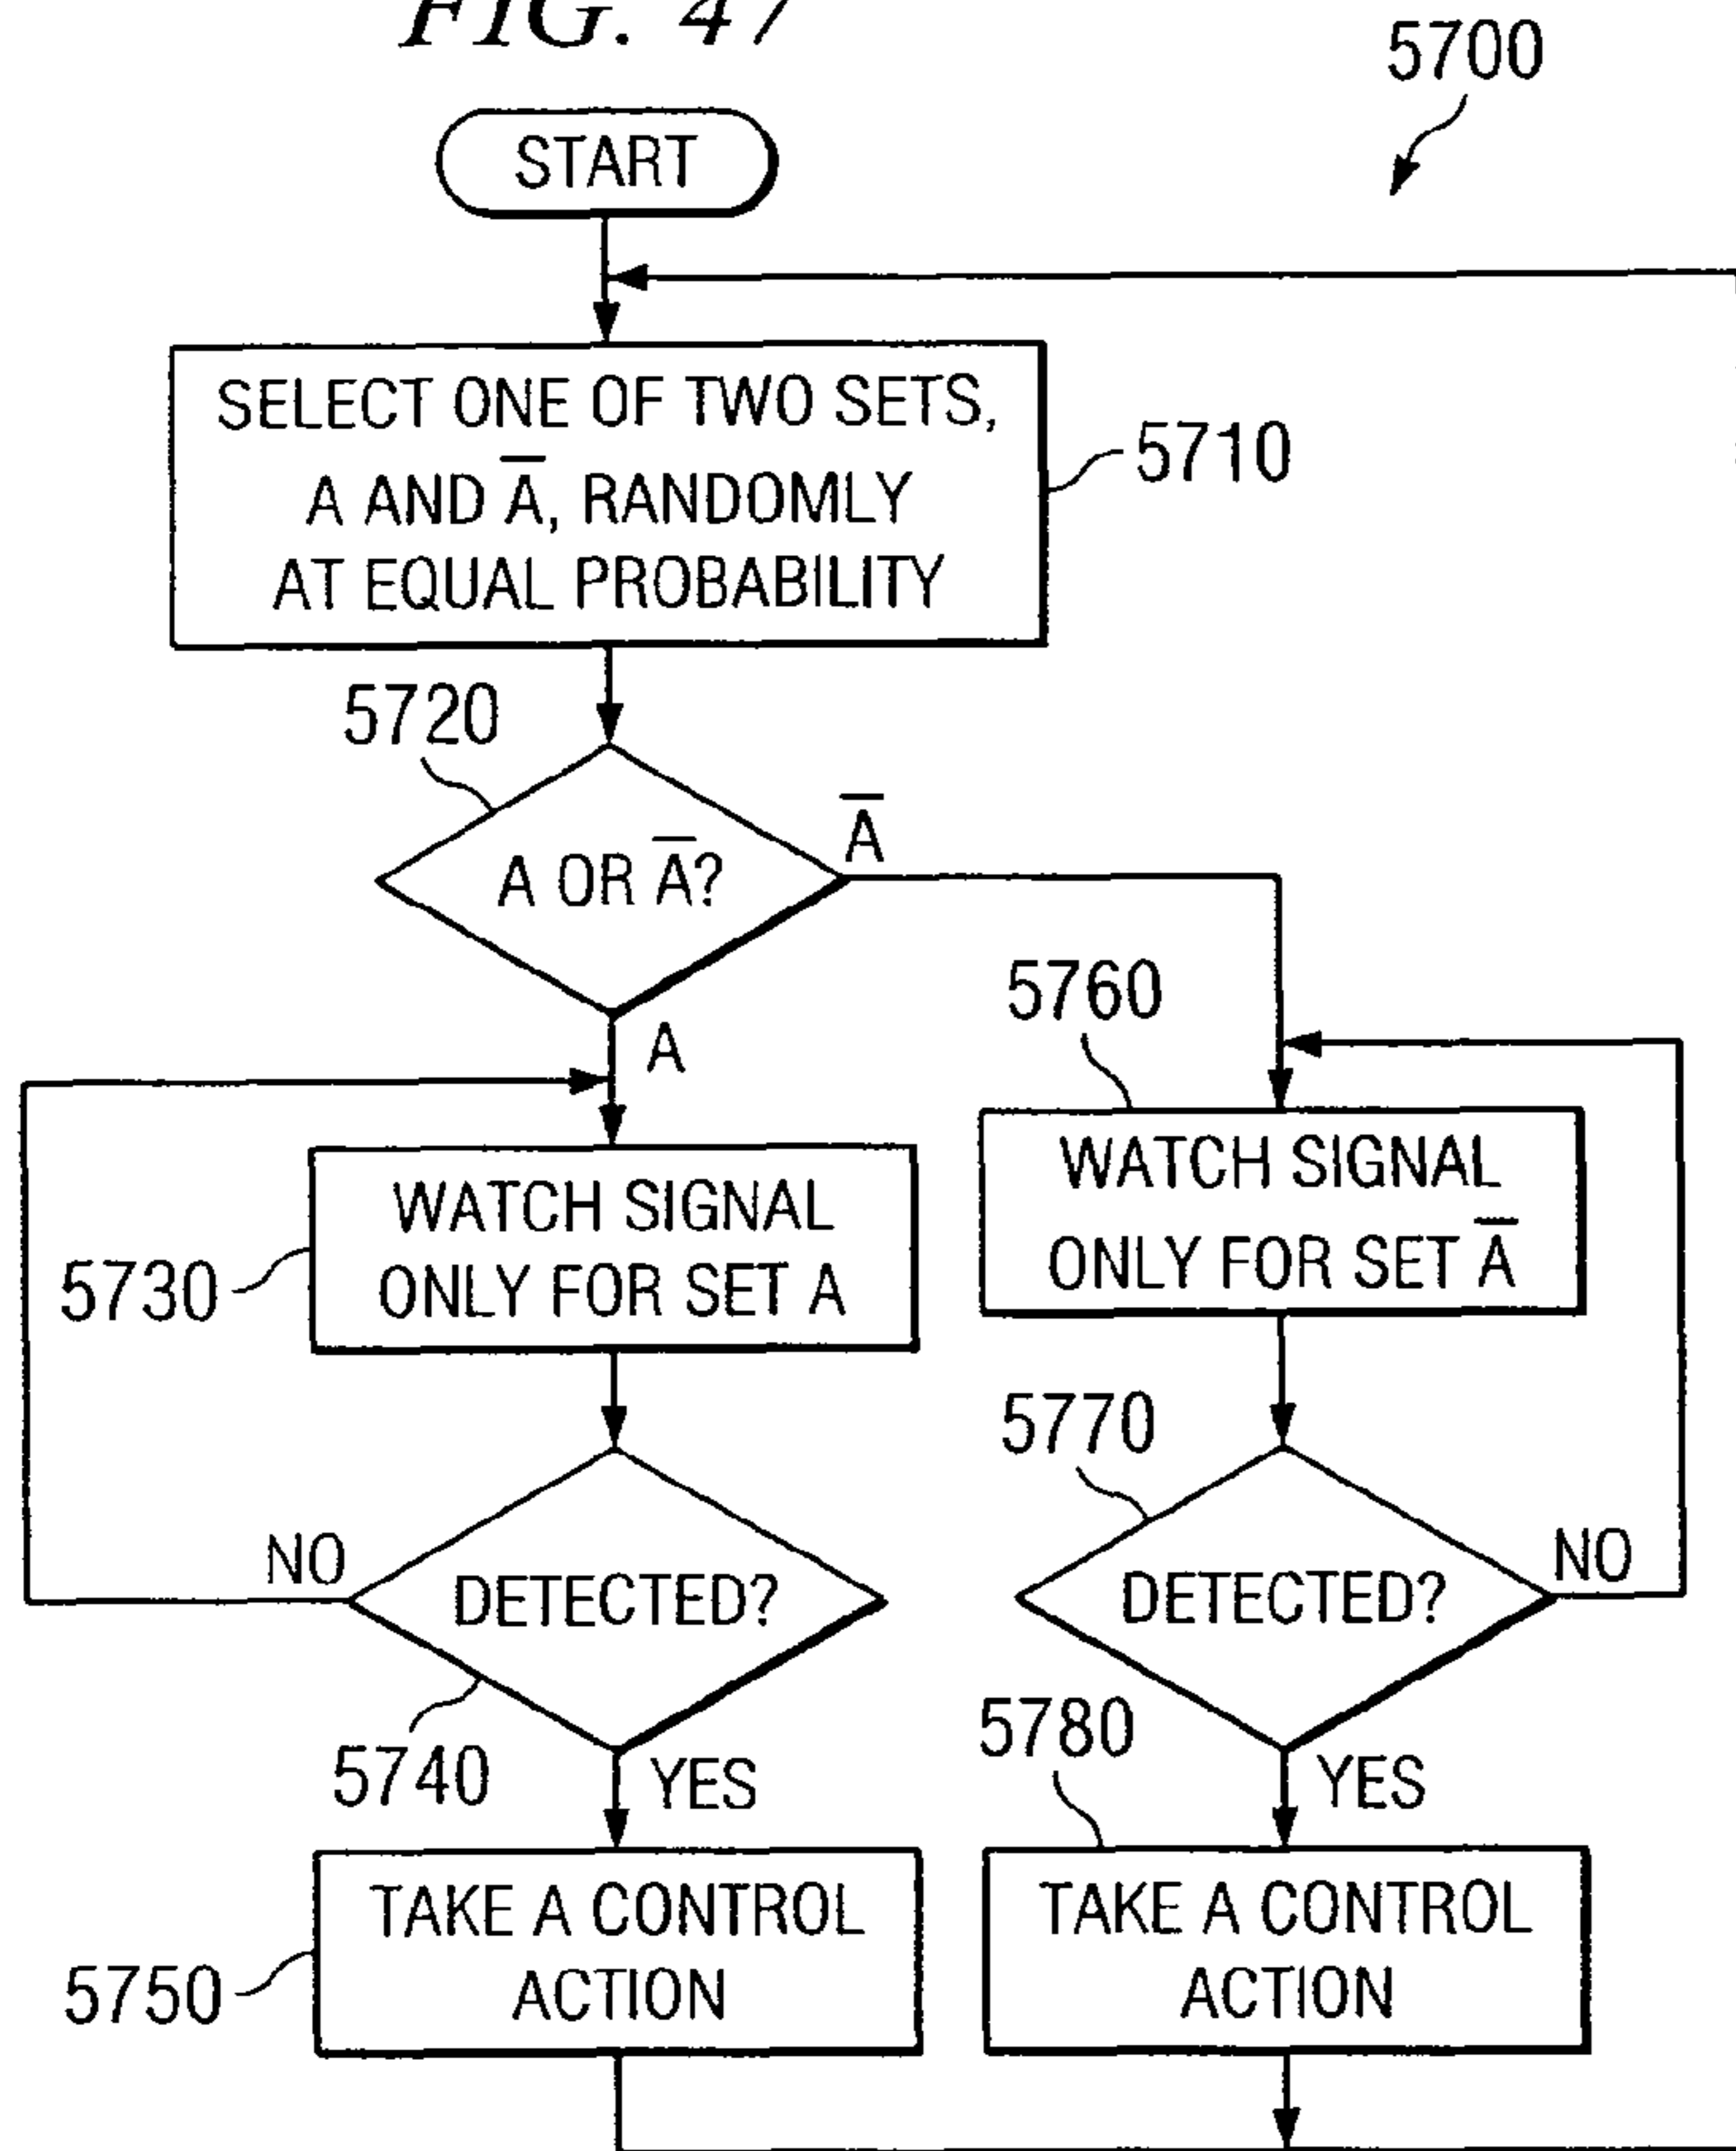 FIG. 47
5700
START
SELECT ONE OF TWO SETS,
A AND A̅, RANDOMLY
AT EQUAL PROBABILITY
5710
5720
A OR A̅?
A̅
A
5760
WATCH SIGNAL
ONLY FOR SET A
5730
WATCH SIGNAL
ONLY FOR SET A̅
5770
NO
DETECTED?
5740
DETECTED?
NO
5780
YES
YES
TAKE A CONTROL
ACTION
5750
TAKE A CONTROL
ACTION